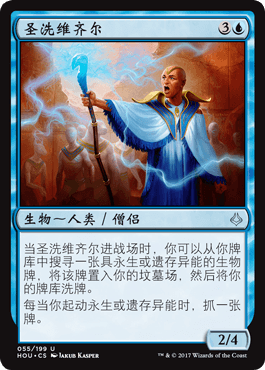 圣洗维齐尔 3
生物～人类／僧侣
当圣洗维齐尔进战场时，你可以从你牌
库中搜寻一张具永生或遗存异能的生物
牌，将该牌置入你的坟墓场，然后将你
的牌库洗牌。
每当你起动永生或遗存异能时，抓一张
牌。
2/4
055/199 U
HOU • CS JAKUB KASPER
™ & © 2017 Wizards of the Coast